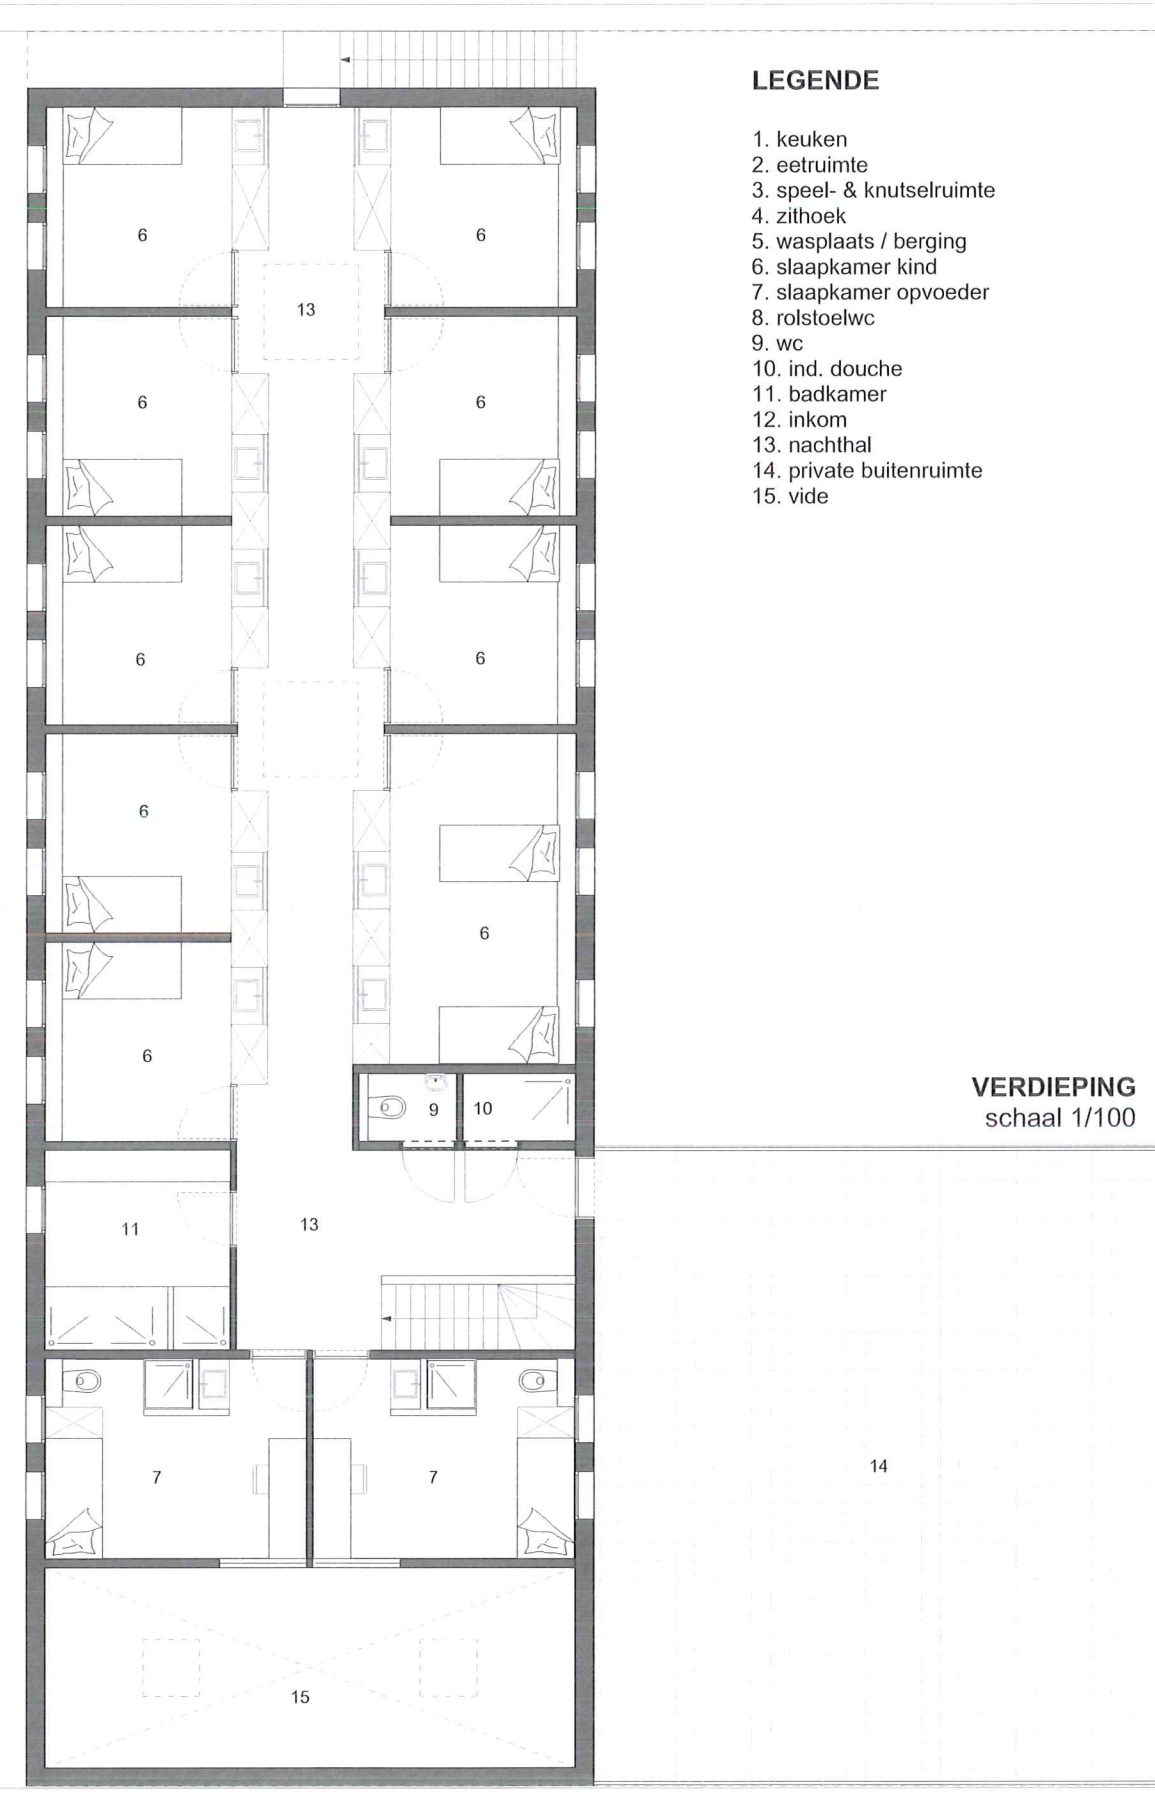 LEGENDE
1. keuken
2. eetruimte
3. speel- & knutselruimte
4. zithoek
5. wasplaats / berging
6. slaapkamer kind
7. slaapkamer opvoeder
8. rolstoelwc
9. wc
10. ind. douche
11. badkamer
12. inkom
13. nachthal
14. private buitenruimte
15. vide
6
6
13
6
6
6
6
6
6
6
9
10
11
13
7
7
15
VERDIEPING
schaal 1/100
14